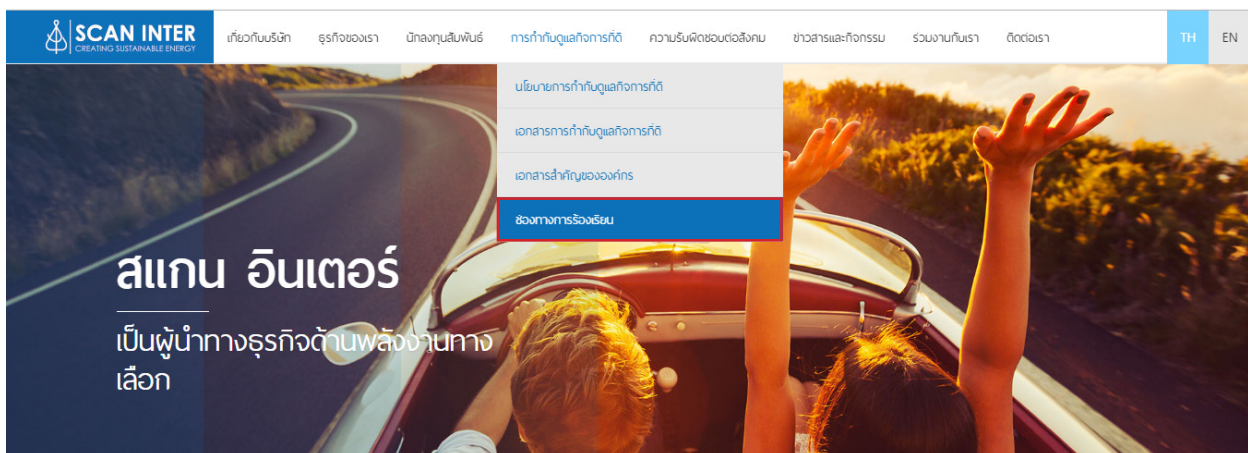 SCAN INTER
CREATING SUSTAINABLE ENERGY
เกี่ยวกับบริษัท
ธุรกิจของเรา
นักลงทุนสัมพันธ์
การกำกับดูแลกิจการที่ดี
ความรับผิดชอบต่อสังคม
ข่าวสารและกิจกรรม
ร่วมงานกับเรา
ติดต่อเรา
TH
EN
นโยบายการกำกับดูแลกิจการที่ดี
เอกสารการกำกับดูแลกิจการที่ดี
เอกสารสำคัญขององค์กร
ช่องทางการร้องเรียน
สแกน อินเตอร์
เป็นผู้นำทางธุรกิจด้านพลังงานทาง
เลือก